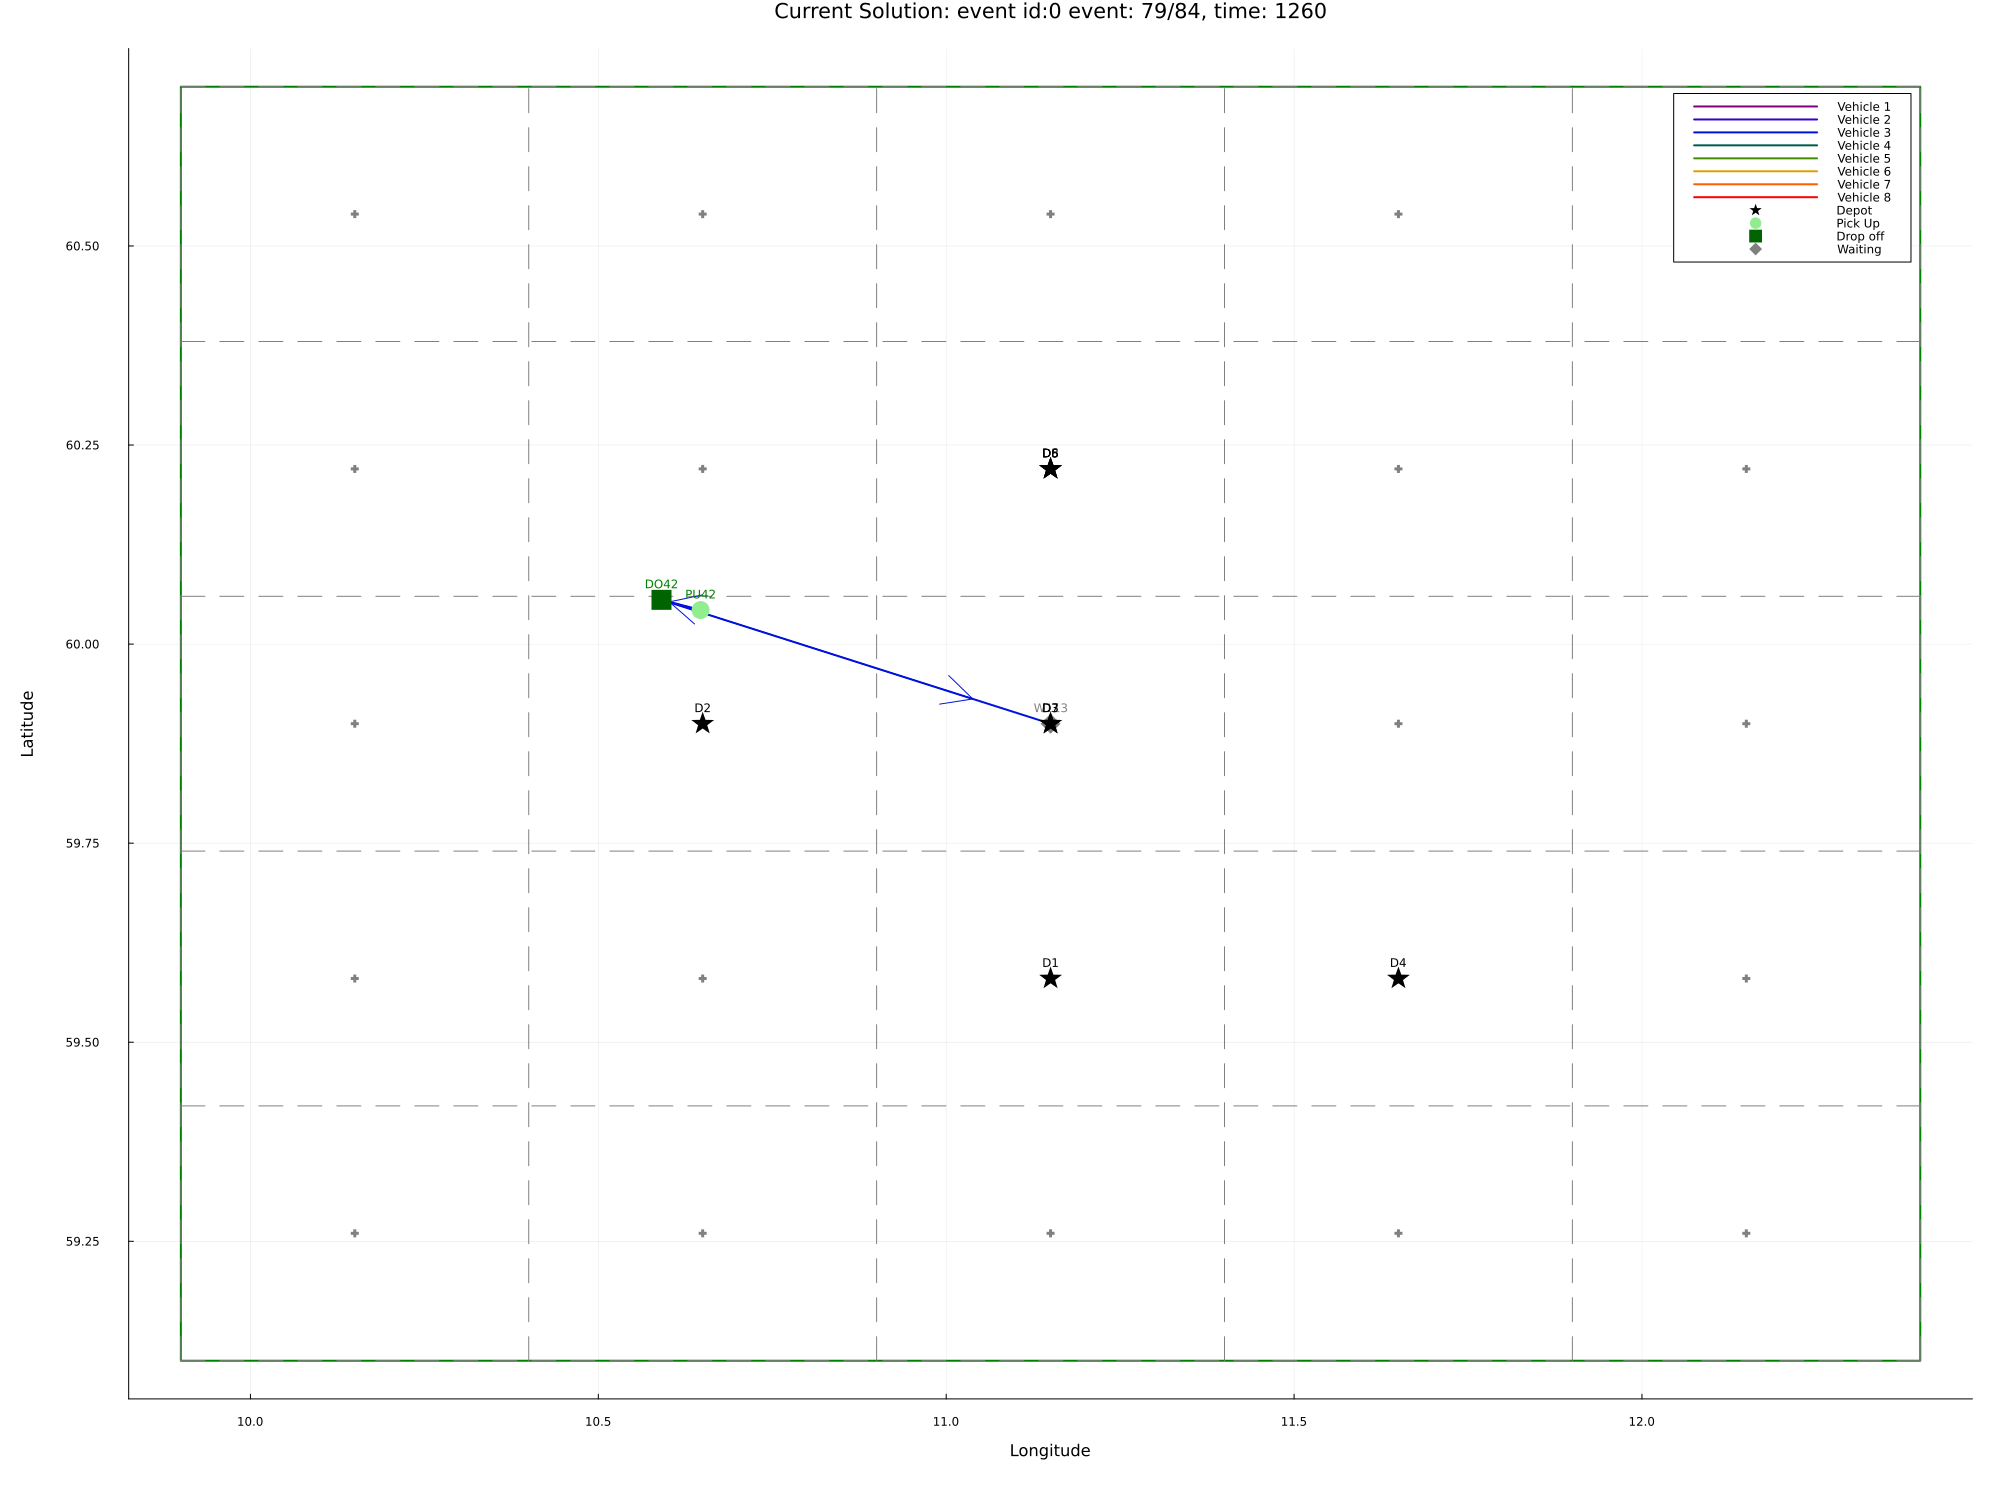 Current Solution: event id:0 event: 79/84, time: 1260
Vehicle 1
Vehicle 2
Vehicle 3
Vehicle 4
Vehicle 5
Vehicle 6
Vehicle 7
Vehicle 8
Depot
Pick Up
Drop off
Waiting
60.50
60.25
60.00
59.75
59.50
59.25
DO42
PU42
D2
D1
D4
10.0
10.5
11.0
11.5
12.0
Longitude
Latitude